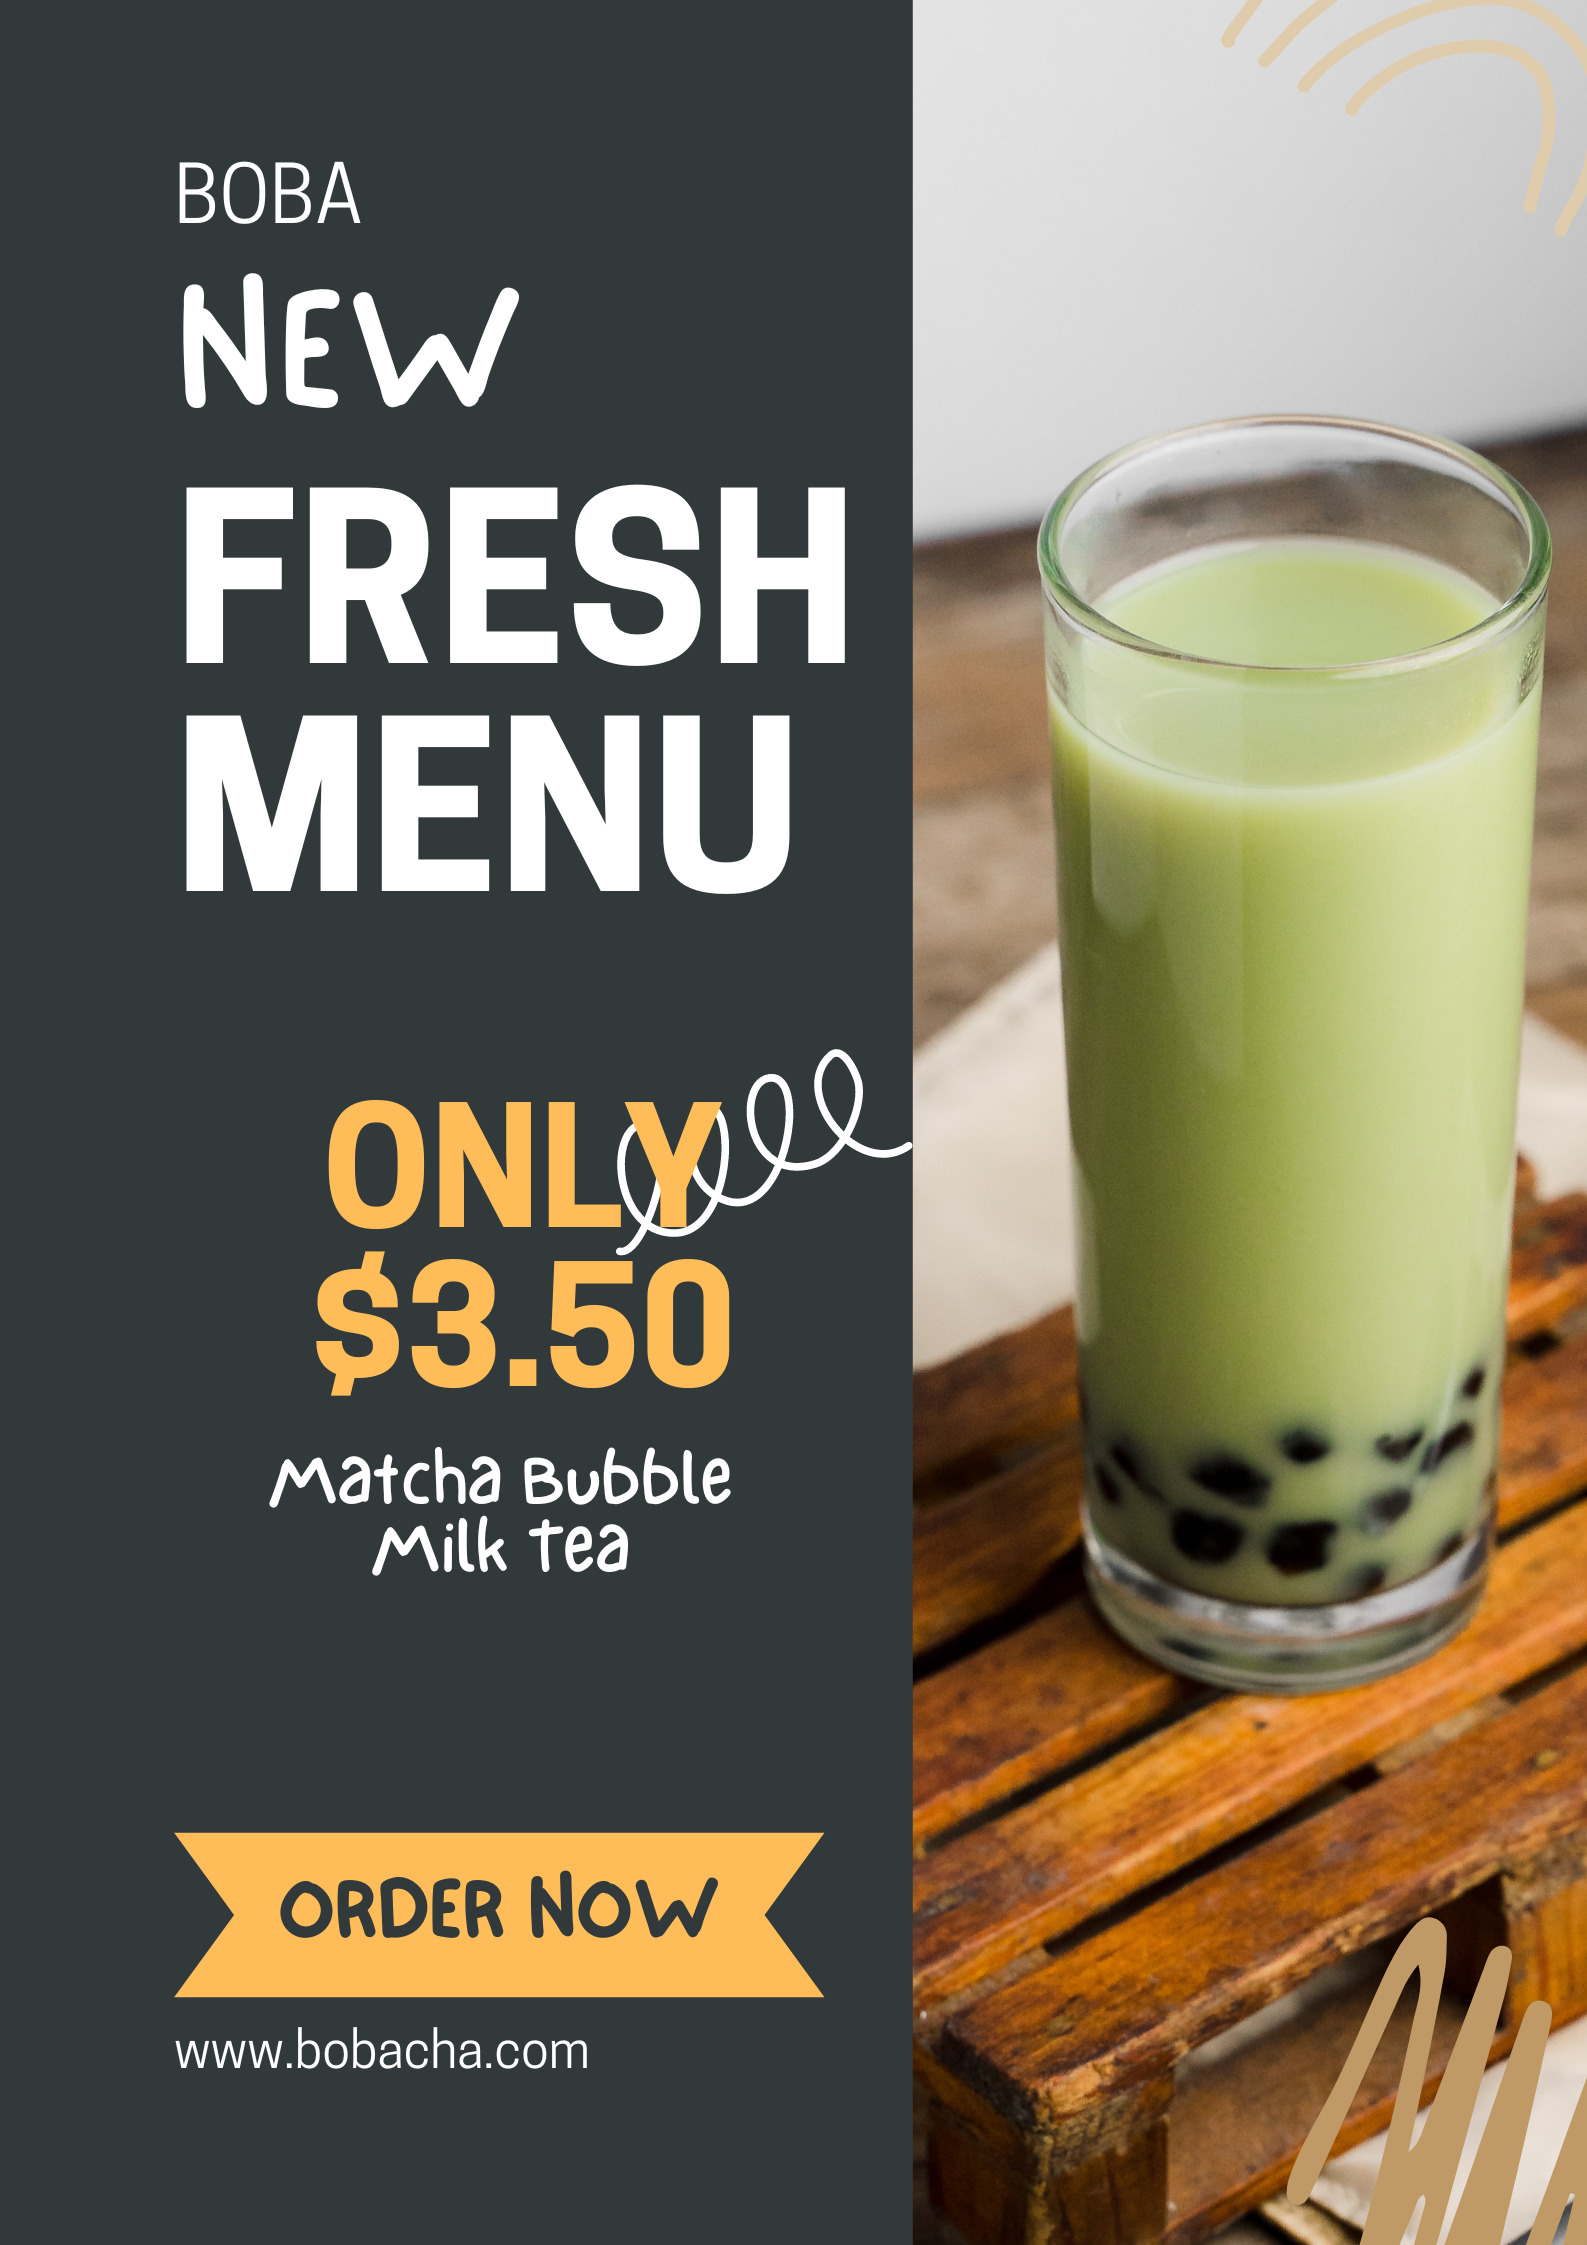 BOBA
NEW
FRESH
MENU
ONLY
$3.50
Matcha Bubble
Milk Tea
ORDER NOW
www.bobacha.com